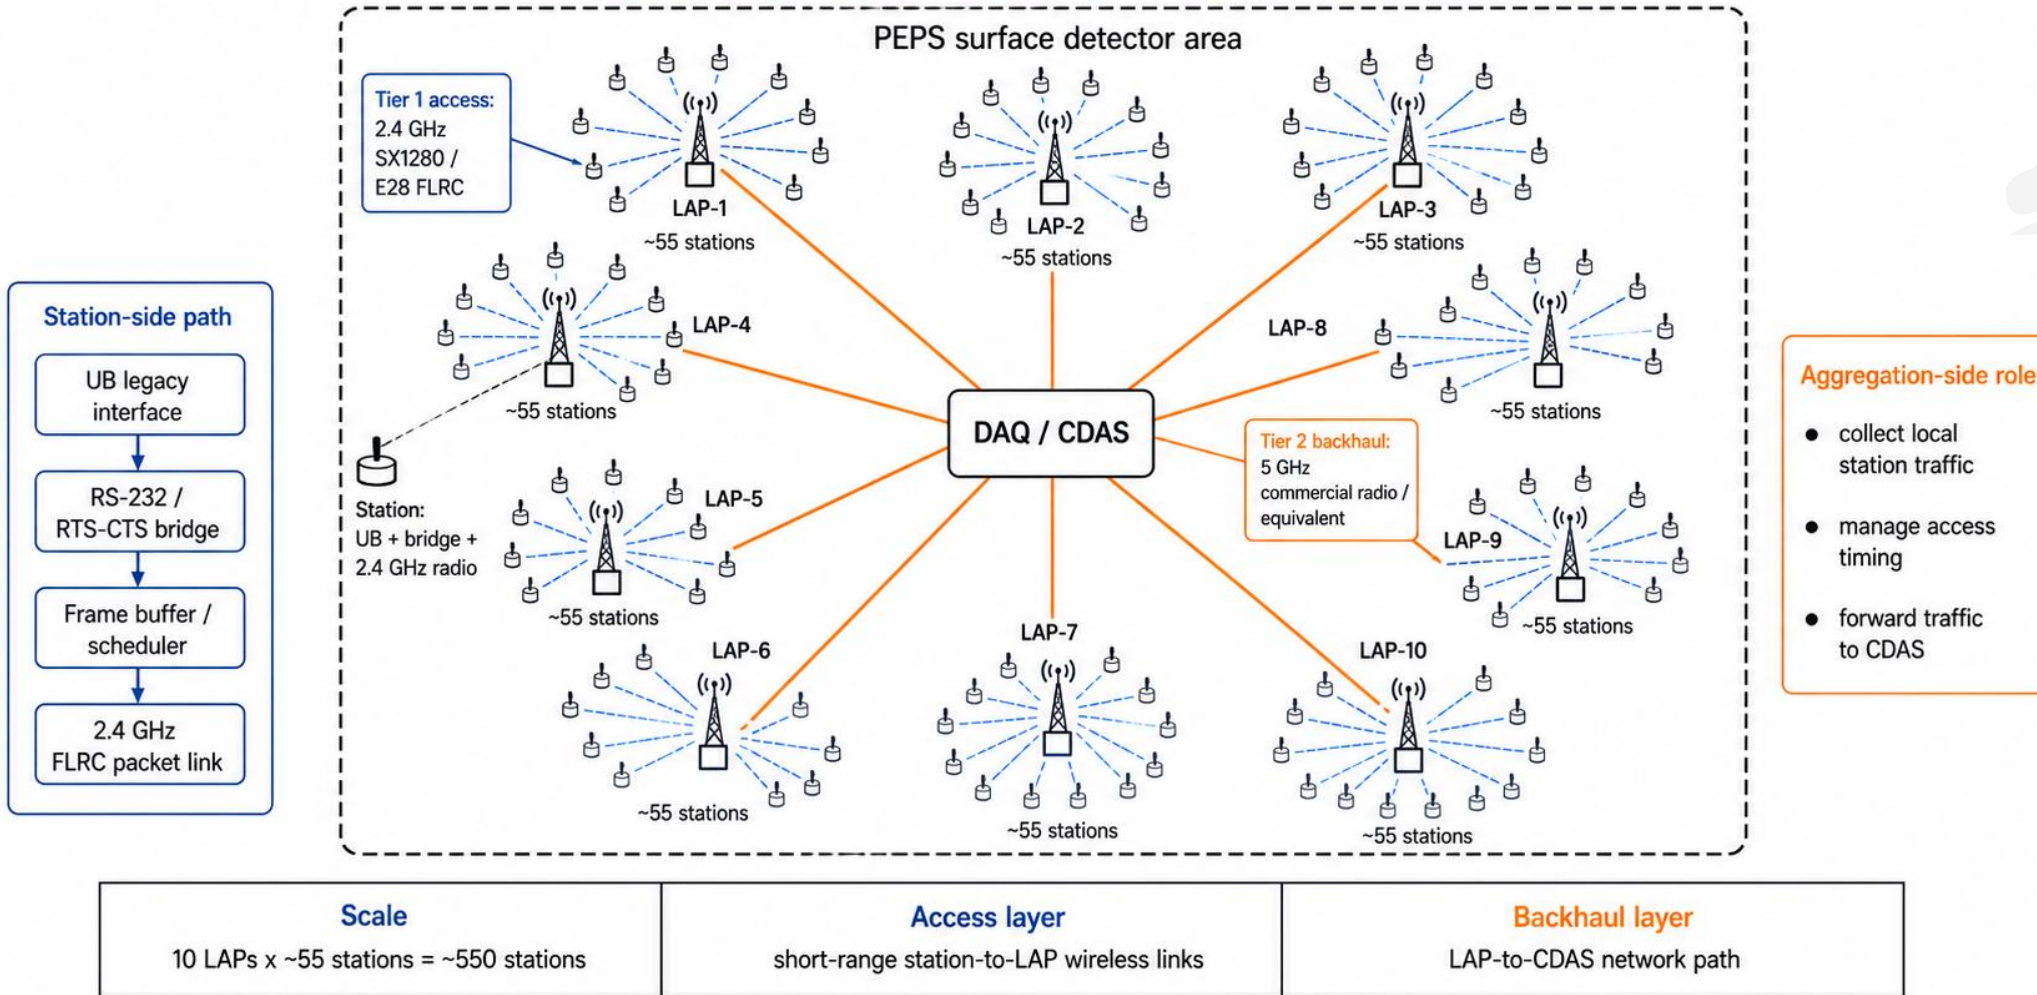 PEPS surface detector area
Tier 1 access:
2.4 GHz
SX1280 /
E28 FLRC
LAP-1
~55 stations
LAP-2
~55 stations
LAP-3
~55 stations
LAP-4
~55 stations
LAP-8
~55 stations
Station-side path
UB legacy
interface
RS-232 /
RTS-CTS bridge
Frame buffer /
scheduler
2.4 GHz
FLRC packet link
DAQ / CDAS
Station:
UB + bridge +
2.4 GHz radio
LAP-5
~55 stations
Tier 2 backhaul:
5 GHz
commercial radio /
equivalent
LAP-9
~55 stations
LAP-6
~55 stations
LAP-7
~55 stations
LAP-10
~55 stations
Aggregation-side role
● collect local
station traffic
● manage access
timing
● forward traffic
to CDAS
Scale
10 LAPs x ~55 stations = ~550 stations
Access layer
short-range station-to-LAP wireless links
Backhaul layer
LAP-to-CDAS network path